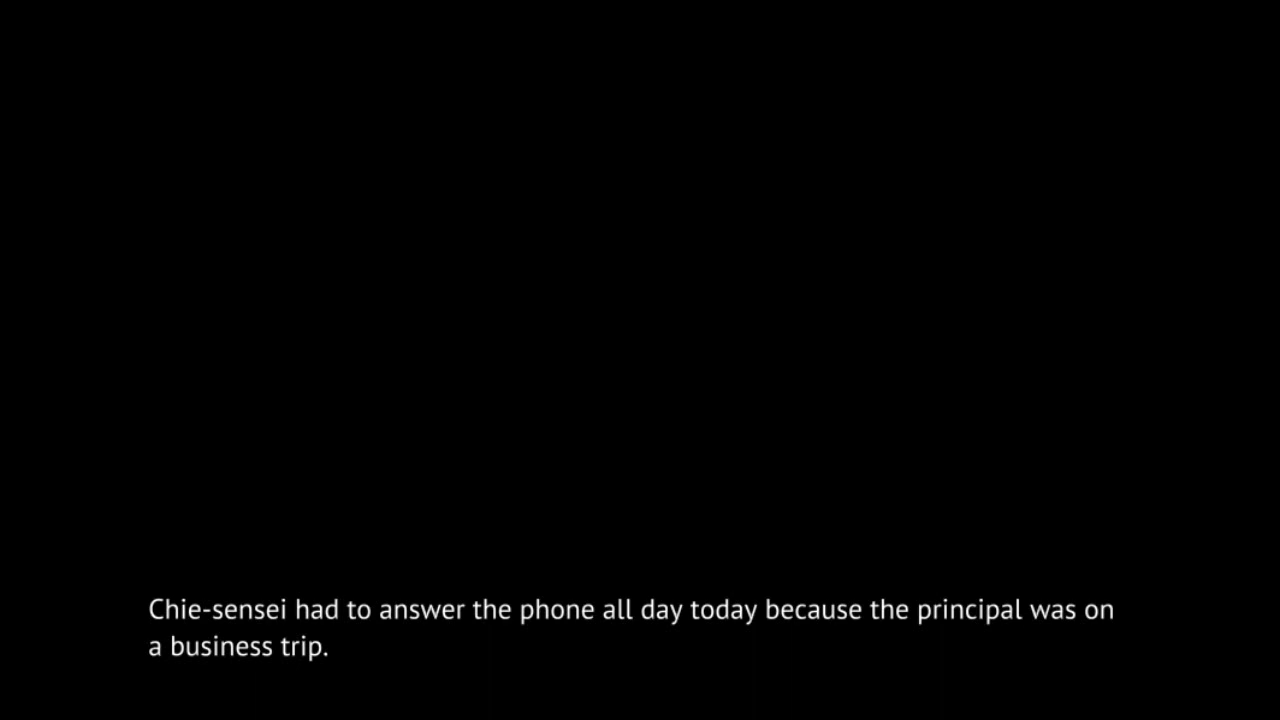 Chie-sensei had to answer the phone all day today because the principal was on
a business trip.